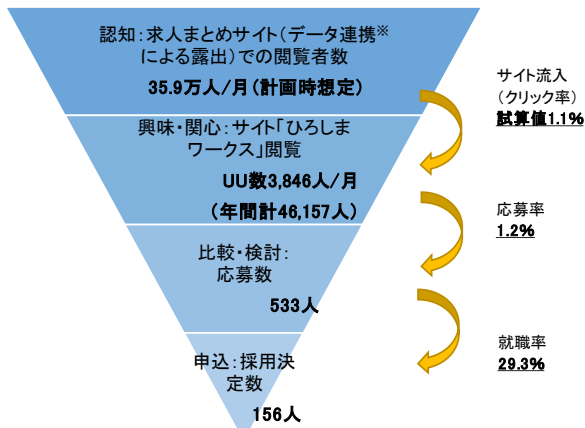 認知：求人まとめサイト（データ連携※
による露出）での閲覧者数
35.9万人/月（計画時想定）
サイト流入
（クリック率）
試算値1.1%
興味・関心：サイト「ひろしま
ワークス」閲覧
UU数3,846人/月
（年間計46,157人）
応募率
1.2%
比較・検討：
応募数
533人
就職率
29.3%
申込：採用決
定数
156人